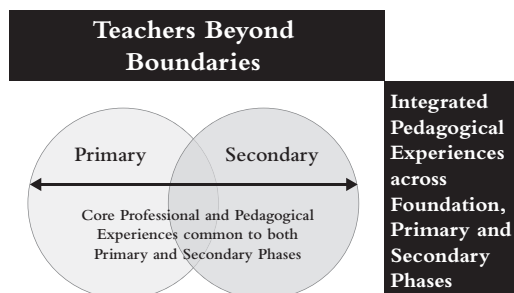 Teachers Beyond
Boundaries
Integrated
Pedagogical
Experiences
across
Foundation,
Primary and
Secondary
Phases
Primary
Secondary
Core Professional and Pedagogical
Experiences common to both
Primary and Secondary Phases